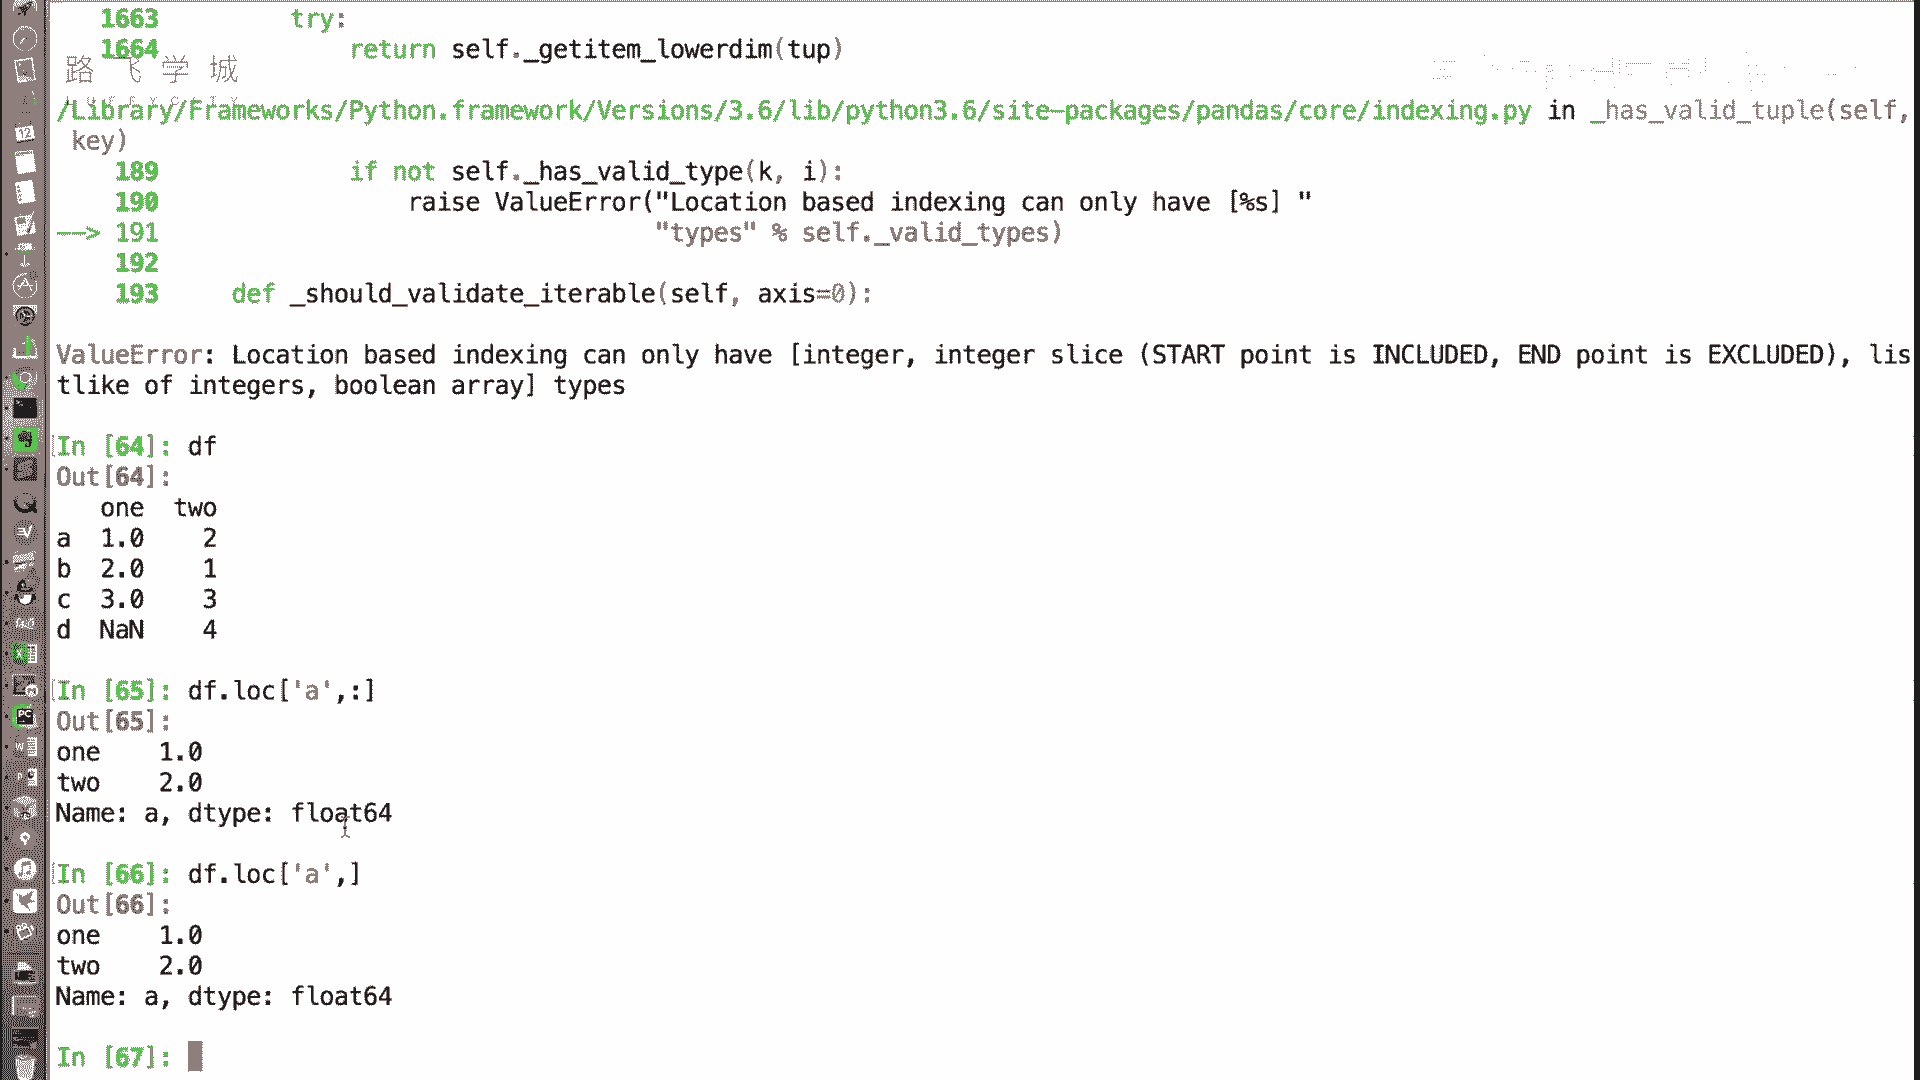 1663         try:
1664             return self._getitem_lowerdim(tup)
路飞学城
/Library/Frameworks/Python.framework/Versions/3.6/lib/python3.6/site-packages/pandas/core/indexing.py in _has_valid_tuple(self,
key)
189             if not self._has_valid_type(k, i):
190                 raise ValueError("Location based indexing can only have [%s] "
--> 191                                  "types" % self._valid_types)
192
193     def _should_validate_iterable(self, axis=0):
ValueError: Location based indexing can only have [integer, integer slice (START point is INCLUDED, END point is EXCLUDED), lis
tlike of integers, boolean array] types
In [64]: df
Out[64]:
   one  two
a  1.0    2
b  2.0    1
c  3.0    3
d  NaN    4
In [65]: df.loc['a',:]
Out[65]:
one    1.0
two    2.0
Name: a, dtype: float64
In [66]: df.loc['a',]
Out[66]:
one    1.0
two    2.0
Name: a, dtype: float64
In [67]: